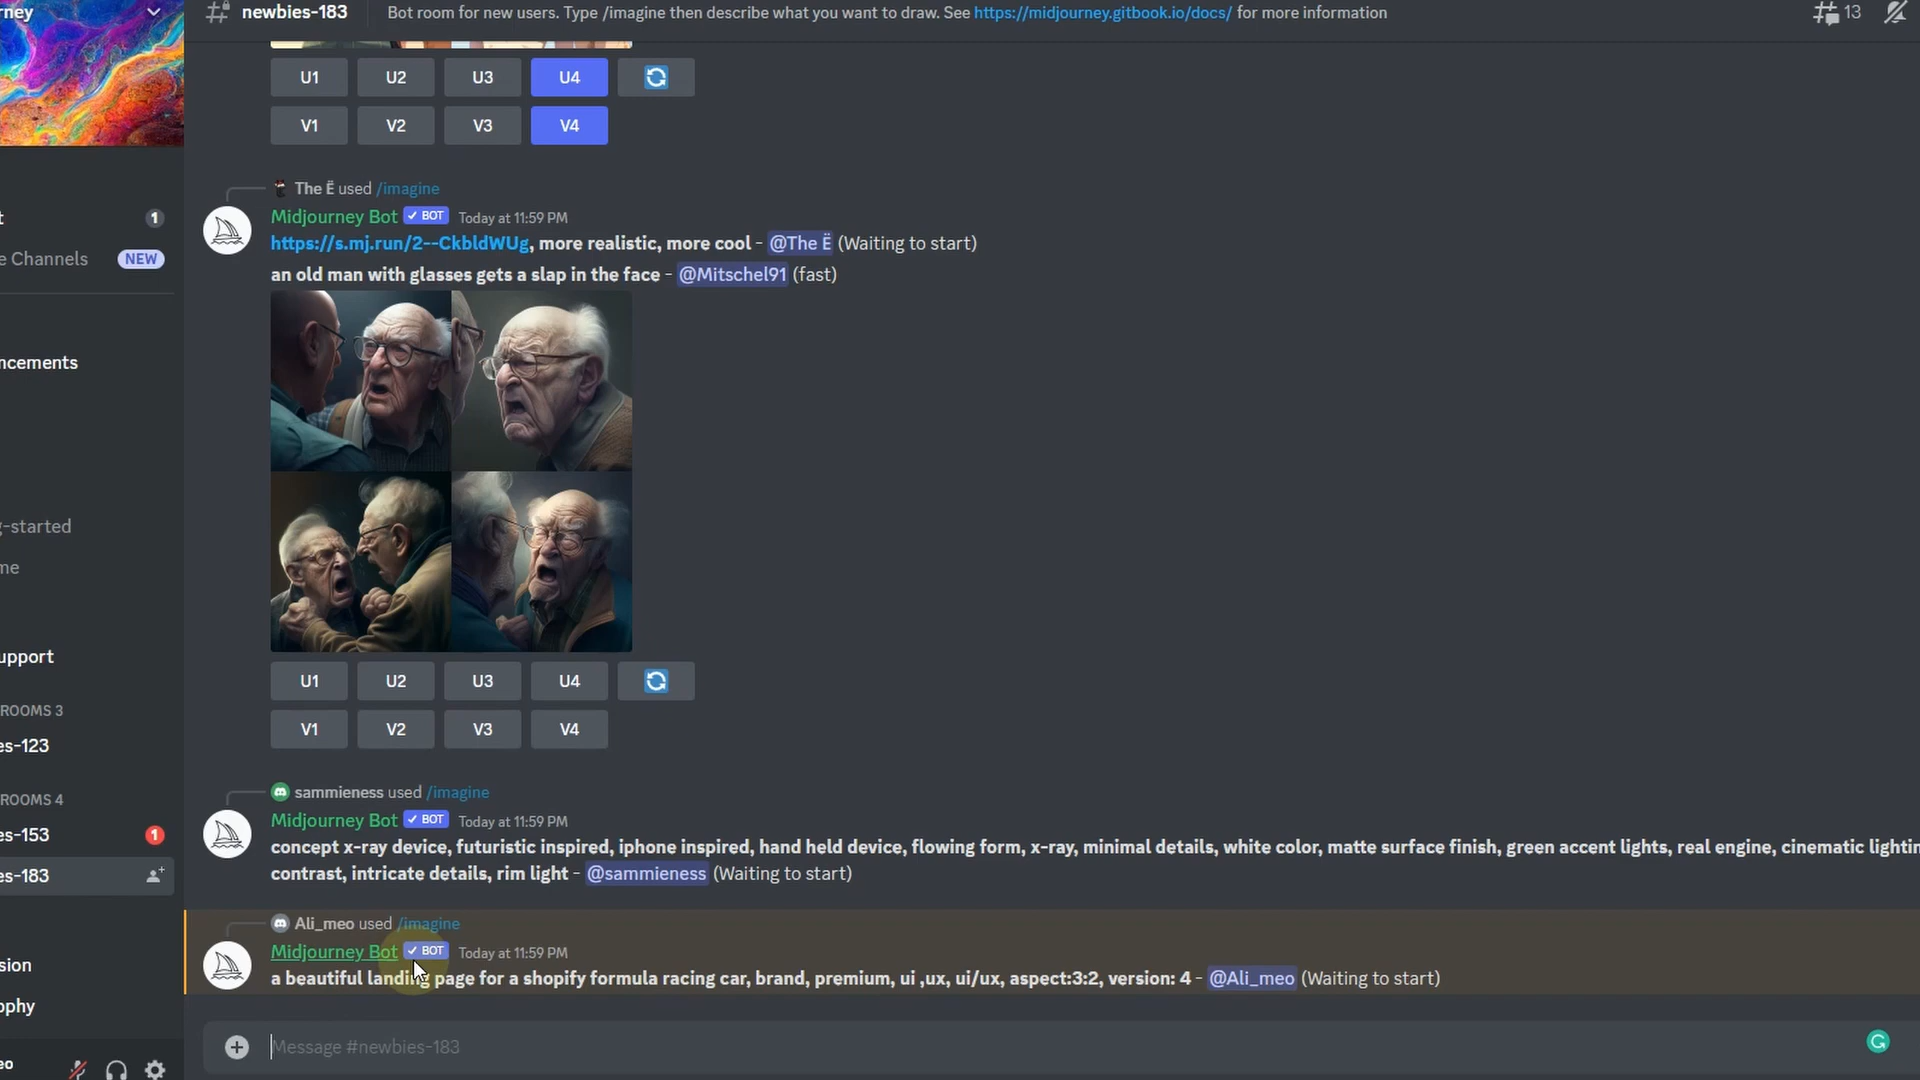 rney
newbies-183
Bot room for new users. Type /imagine then describe what you want to draw. See https://midjourney.gitbook.io/docs/ for more information
13
U1 U2 U3 U4
V1 V2 V3 V4
t 1
e Channels NEW
ncements
g-started
me
upport
ROOMS 3
es-123
ROOMS 4
es-153 1
es-183
sion
ophy
eo
The Ë used /imagine
Midjourney Bot ✓ BOT Today at 11:59 PM
https://s.mj.run/2--CkbldWUg, more realistic, more cool - @The Ë (Waiting to start)
an old man with glasses gets a slap in the face - @Mitschel91 (fast)
U1 U2 U3 U4
V1 V2 V3 V4
sammieness used /imagine
Midjourney Bot ✓ BOT Today at 11:59 PM
concept x-ray device, futuristic inspired, iphone inspired, hand held device, flowing form, x-ray, minimal details, white color, matte surface finish, green accent lights, real engine, cinematic lightin
contrast, intricate details, rim light - @sammieness (Waiting to start)
Ali_meo used /imagine
Midjourney Bot ✓ BOT Today at 11:59 PM
a beautiful landing page for a shopify formula racing car, brand, premium, ui ,ux, ui/ux, aspect:3:2, version: 4 - @Ali_meo (Waiting to start)
Message #newbies-183